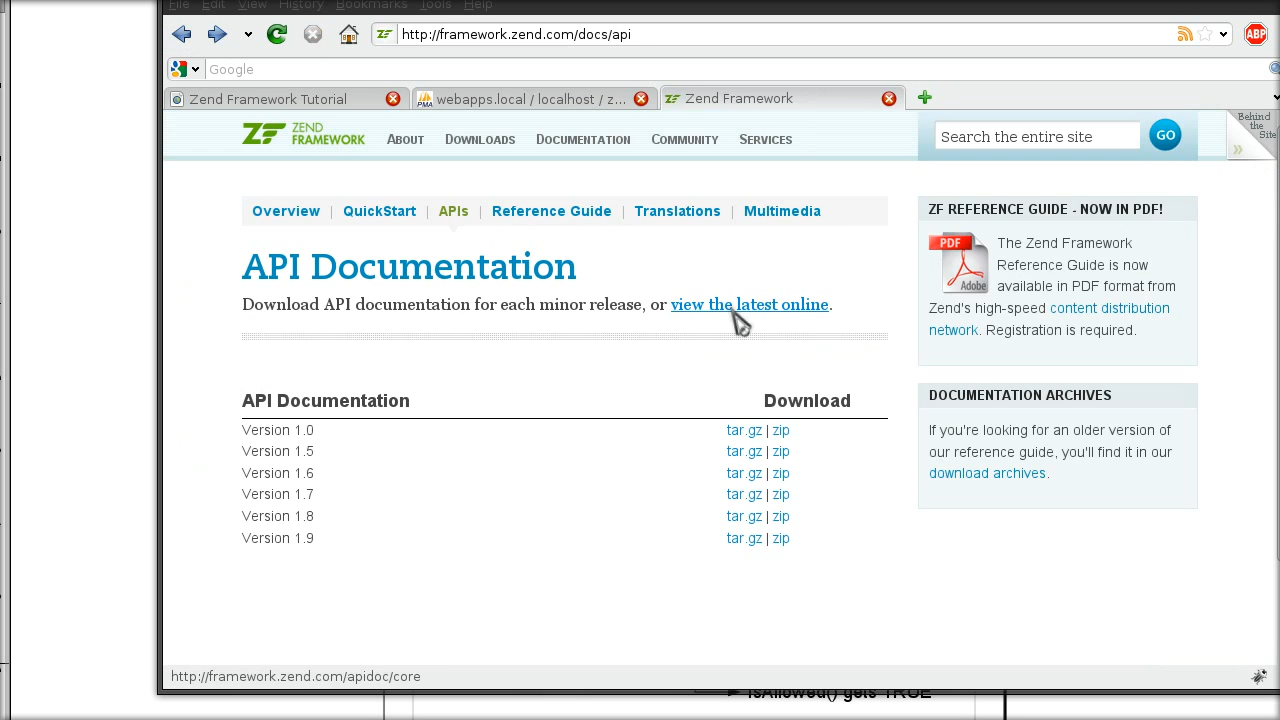 File Edit View History Bookmarks Tools Help
http://framework.zend.com/docs/api
ABP
Google
Zend Framework Tutorial
webapps.local / localhost / z...
Zend Framework
ZEND FRAMEWORK
About Downloads Documentation Community Services
Search the entire site
GO
Behind the Site
Overview | QuickStart | APIs | Reference Guide | Translations | Multimedia
API Documentation
Download API documentation for each minor release, or view the latest online.
API Documentation Download
Version 1.0 tar.gz | zip
Version 1.5 tar.gz | zip
Version 1.6 tar.gz | zip
Version 1.7 tar.gz | zip
Version 1.8 tar.gz | zip
Version 1.9 tar.gz | zip
ZF REFERENCE GUIDE - NOW IN PDF!
PDF
Adobe
The Zend Framework
Reference Guide is now
available in PDF format from
Zend's high-speed content distribution
network. Registration is required.
DOCUMENTATION ARCHIVES
If you're looking for an older version of
our reference guide, you'll find it in our
download archives.
http://framework.zend.com/apidoc/core
isAllowed() gets TRUE